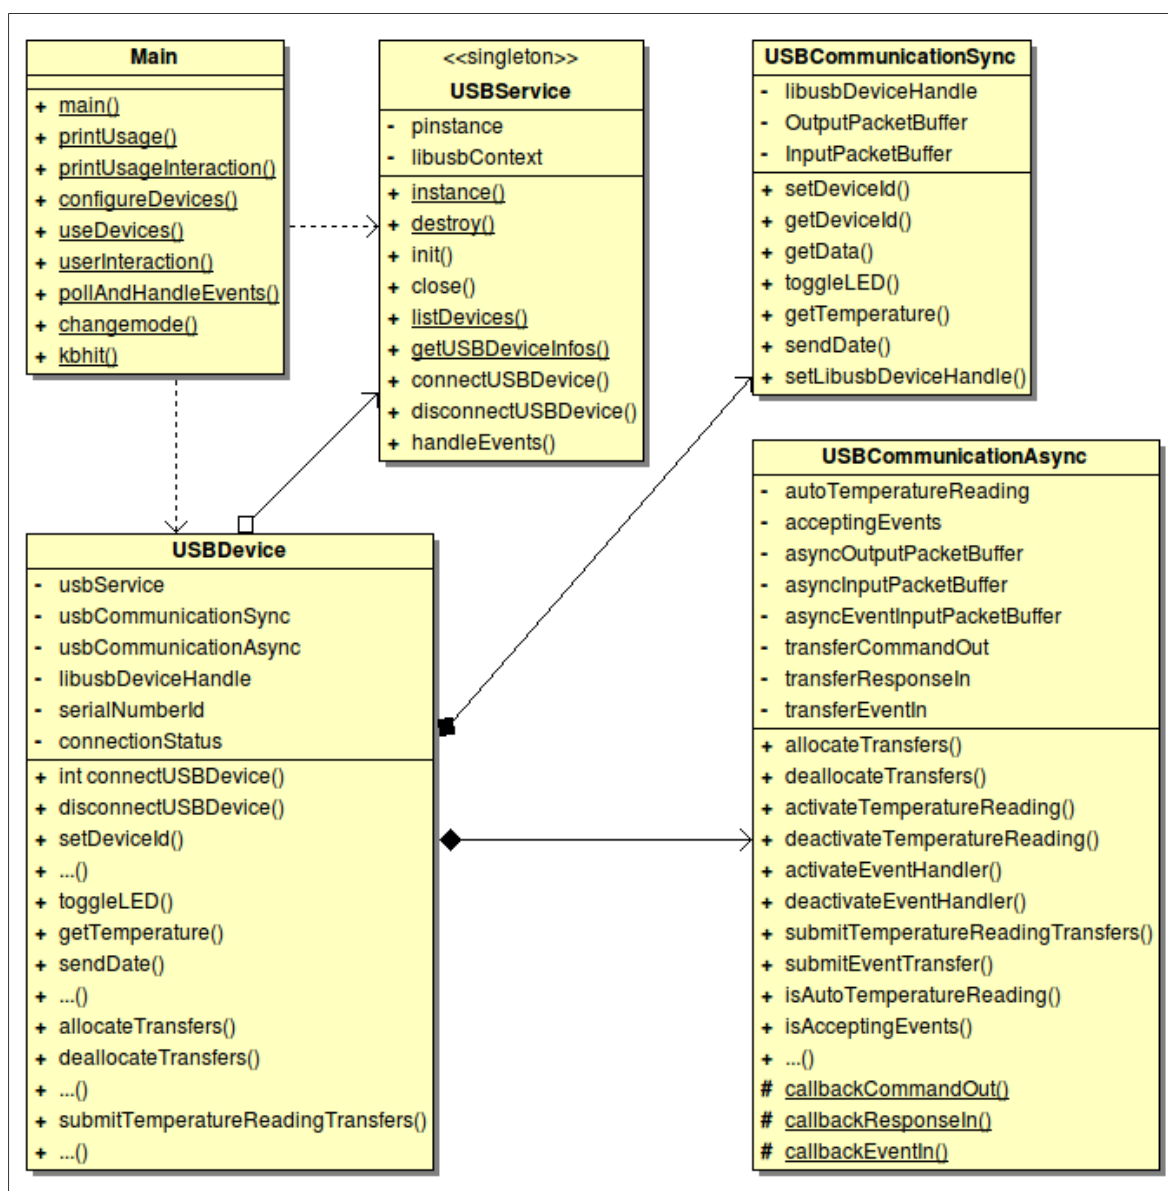 Main
+ main()
+ printUsage()
+ printUsageInteraction()
+ configureDevices()
+ useDevices()
+ userInteraction()
+ pollAndHandleEvents()
+ changemode()
+ kbhit()
<<singleton>>
USBService
- pinstance
- libusbContext
+ instance()
+ destroy()
+ init()
+ close()
+ listDevices()
+ getUSBDeviceInfos()
+ connectUSBDevice()
+ disconnectUSBDevice()
+ handleEvents()
USBCommunicationSync
- libusbDeviceHandle
- OutputPacketBuffer
- InputPacketBuffer
+ setDeviceId()
+ getDeviceId()
+ getData()
+ toggleLED()
+ getTemperature()
+ sendDate()
+ setLibusbDeviceHandle()
USBDevice
- usbService
- usbCommunicationSync
- usbCommunicationAsync
- libusbDeviceHandle
- serialNumberId
- connectionStatus
+ int connectUSBDevice()
+ disconnectUSBDevice()
+ setDeviceId()
+ ...()
+ toggleLED()
+ getTemperature()
+ sendDate()
+ ...()
+ allocateTransfers()
+ deallocateTransfers()
+ ...()
+ submitTemperatureReadingTransfers()
+ ...()
USBCommunicationAsync
- autoTemperatureReading
- acceptingEvents
- asyncOutputPacketBuffer
- asyncInputPacketBuffer
- asyncEventInputPacketBuffer
- transferCommandOut
- transferResponseIn
- transferEventIn
+ allocateTransfers()
+ deallocateTransfers()
+ activateTemperatureReading()
+ deactivateTemperatureReading()
+ activateEventHandler()
+ deactivateEventHandler()
+ submitTemperatureReadingTransfers()
+ submitEventTransfer()
+ isAutoTemperatureReading()
+ isAcceptingEvents()
+ ...()
# callbackCommandOut()
# callbackResponseIn()
# callbackEventIn()